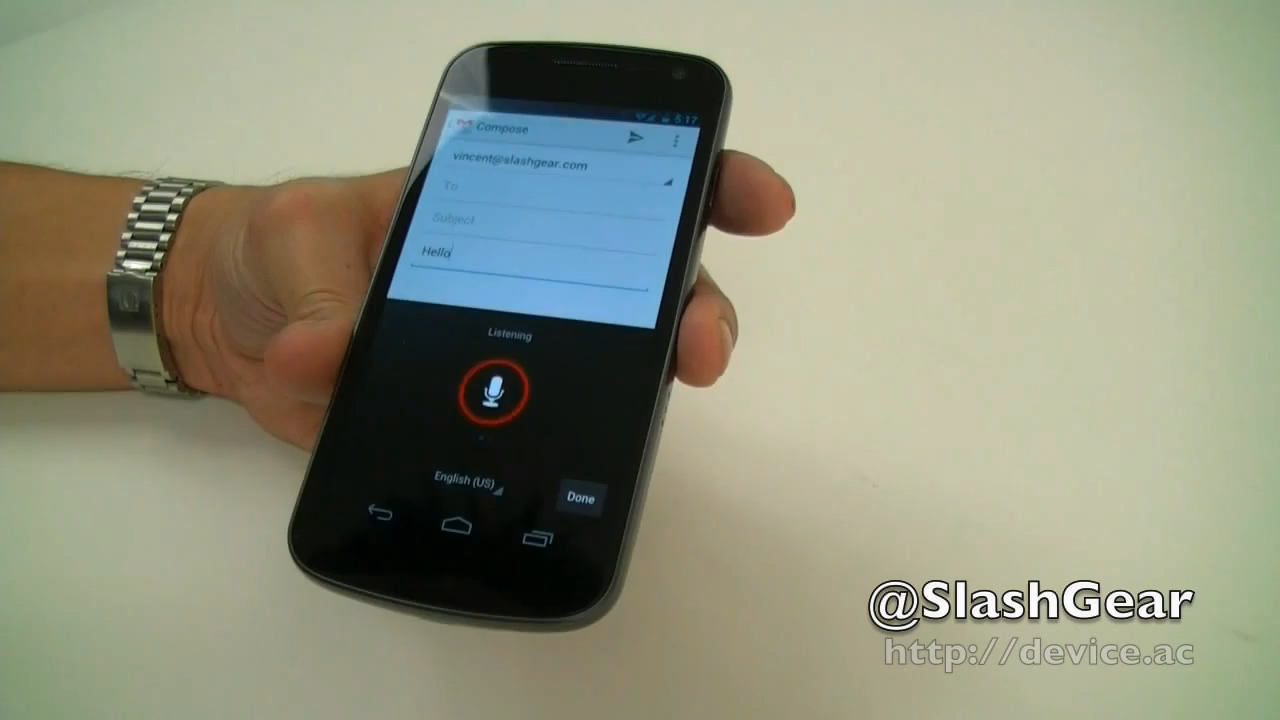 5:17
Compose
vincent@slashgear.com
To
Subject
Hello
Listening
English (US)
Done
@SlashGear
http://device.ac